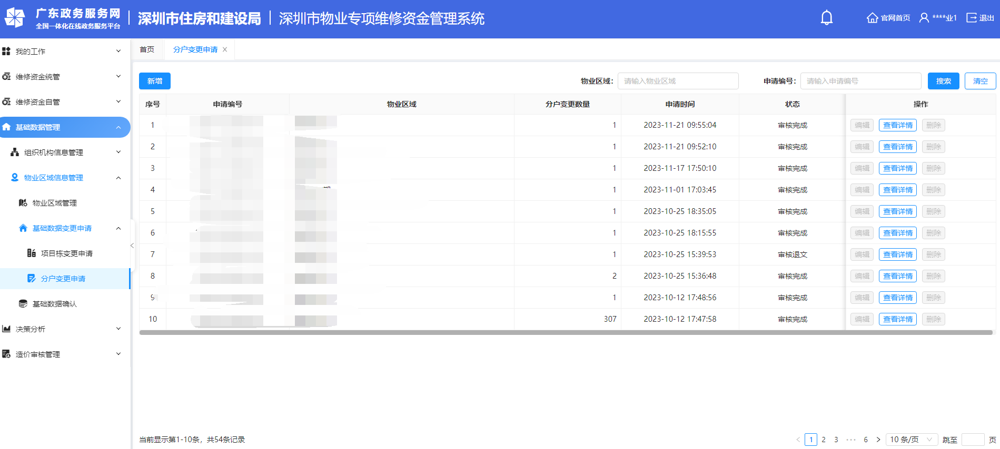 广东政务服务网
全国一体化在线政务服务平台
深圳市住房和建设局
深圳市物业专项维修资金管理系统
官网首页
****业1
退出
我的工作
维修资金统管
维修资金自管
基础数据管理
组织机构信息管理
物业区域信息管理
物业区域管理
基础数据变更申请
项目栋变更申请
分户变更申请
基础数据确认
决策分析
造价审核管理
首页 分户变更申请
新增 物业区域: 请输入物业区域 申请编号: 请输入申请编号 搜索 清空
序号 申请编号 物业区域 分户变更数量 申请时间 状态 操作
1 1 2023-11-21 09:55:04 审核完成 编辑 查看详情 删除
2 1 2023-11-21 09:52:10 审核完成 编辑 查看详情 删除
3 1 2023-11-17 17:50:10 审核完成 编辑 查看详情 删除
4 1 2023-11-01 17:03:45 审核完成 编辑 查看详情 删除
5 1 2023-10-25 18:35:05 审核完成 编辑 查看详情 删除
6 1 2023-10-25 18:15:55 审核完成 编辑 查看详情 删除
7 1 2023-10-25 15:39:53 审核退文 编辑 查看详情 删除
8 2 2023-10-25 15:36:48 审核完成 编辑 查看详情 删除
9 1 2023-10-12 17:48:56 审核完成 编辑 查看详情 删除
10 307 2023-10-12 17:47:58 审核完成 编辑 查看详情 删除
当前显示第1-10条，共54条记录
< 1 2 3 ··· 6 > 10 条/页 跳至 页